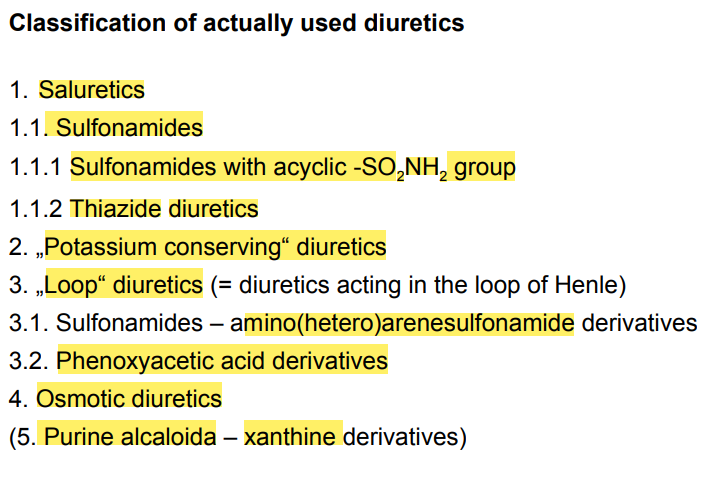 Classification of actually used diuretics
1. Saluretics
1.1. Sulfonamides
1.1.1 Sulfonamides with acyclic -SO₂NH₂ group
1.1.2 Thiazide diuretics
2. „Potassium conserving“ diuretics
3. „Loop“ diuretics (= diuretics acting in the loop of Henle)
3.1. Sulfonamides – amino(hetero)arenesulfonamide derivatives
3.2. Phenoxyacetic acid derivatives
4. Osmotic diuretics
(5. Purine alcaloida – xanthine derivatives)